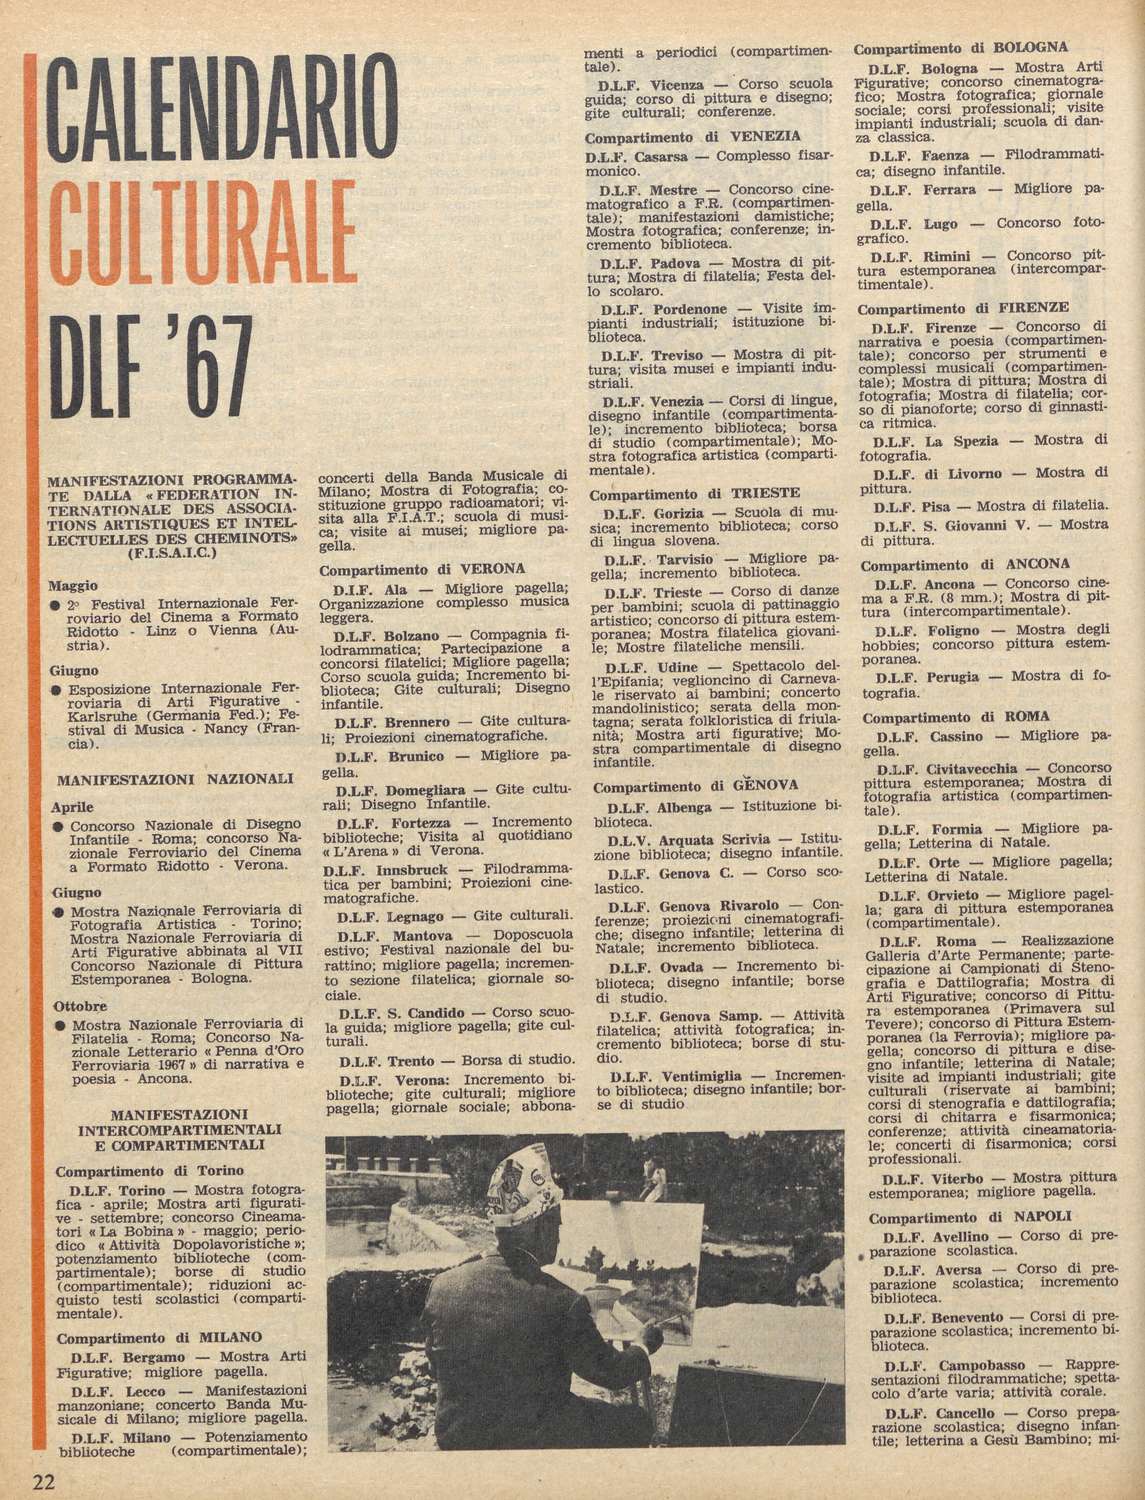 CALENDARIO
CULTURALE
DLF '67
MANIFESTAZIONI PROGRAMMA-
TE DALLA «FEDERATION IN-
TERNATIONALE DES ASSOCIA-
TIONS ARTISTIQUES ET INTEL-
LECTUELLES DES CHEMINOTS»
(F.I.S.A.I.C.)
Maggio
● 2º Festival Internazionale Fer-
roviario del Cinema a Formato
Ridotto - Linz o Vienna (Au-
stria).
Giugno
● Esposizione Internazionale Fer-
roviaria di Arti Figurative -
Karlsruhe (Germania Fed.); Fe-
stival di Musica - Nancy (Fran-
cia).
MANIFESTAZIONI NAZIONALI
Aprile
● Concorso Nazionale di Disegno
Infantile - Roma; concorso Na-
zionale Ferroviario del Cinema
a Formato Ridotto Verona.
Giugno
● Mostra Nazionale Ferroviaria di
Fotografia Artistica - Torino;
Mostra Nazionale Ferroviaria di
Arti Figurative abbinata al VII
Concorso Nazionale di Pittura
Estemporanea - Bologna.
Ottobre
● Mostra Nazionale Ferroviaria di
Filatelia - Roma; Concorso Na-
zionale Letterario «Penna d'Oro
Ferroviaria 1967» di narrativa e
poesia - Ancona.
MANIFESTAZIONI
INTERCOMPARTIMENTALI
E COMPARTIMENTALI
Compartimento di Torino
D.L.F. Torino — Mostra fotogra-
fica - aprile; Mostra arti figurati-
ve - settembre; concorso Cineama-
tori «La Bobina» - maggio; perio-
dico «Attività Dopolavoristiche»;
potenziamento biblioteche (com-
partimentale); borse di studio
(compartimentale); riduzioni ac-
quisto testi scolastici (comparti-
mentale).
Compartimento di MILANO
D.L.F. Bergamo — Mostra Arti
Figurative; migliore pagella.
D.L.F. Lecco — Manifestazioni
manzoniane; concerto Banda Mu-
sicale di Milano; migliore pagella.
D.L.F. Milano — Potenziamento
biblioteche (compartimentale);
concerti della Banda Musicale di
Milano; Mostra di Fotografia; co-
stituzione gruppo radioamatori; vi-
sita alla F.I.A.T.; scuola di musi-
ca; visite ai musei; migliore pa-
gella.
Compartimento di VERONA
D.I.F. Ala — Migliore pagella;
Organizzazione complesso musica
leggera.
D.L.F. Bolzano — Compagnia fi-
lodrammatica; Partecipazione a
concorsi filatelici; Migliore pagella;
Corso scuola guida; Incremento bi-
blioteca; Gite culturali; Disegno
infantile.
D.L.F. Brennero — Gite cultura-
li; Proiezioni cinematografiche.
D.L.F. Brunico — Migliore pa-
gella.
D.L.F. Domegliara — Gite cultu-
rali; Disegno Infantile.
D.L.F. Fortezza — Incremento
biblioteche; Visita al quotidiano
«L'Arena» di Verona.
D.L.F. Innsbruck — Filodramma-
tica per bambini; Proiezioni cine-
matografiche.
D.L.F. Legnago — Gite culturali.
D.L.F. Mantova — Doposcuola
estivo; Festival nazionale del bu-
rattino; migliore pagella; incremen-
to sezione filatelica; giornale so-
ciale.
D.L.F. S. Candido — Corso scuo-
la guida; migliore pagella; gite cul-
turali.
D.L.F. Trento — Borsa di studio.
D.L.F. Verona: Incremento bi-
blioteche; gite culturali; migliore
pagella; giornale sociale; abbona-
menti a periodici (compartimen-
tale).
D.L.F. Vicenza — Corso scuola
guida; corso di pittura e disegno;
gite culturali; conferenze.
Compartimento di VENEZIA
D.L.F. Casarsa — Complesso fisar-
monico.
D.L.F. Mestre — Concorso cine-
matografico a F.R. (compartimen-
tale); manifestazioni damistiche;
Mostra fotografica; conferenze; in-
cremento biblioteca.
D.L.F. Padova — Mostra di pit-
tura; Mostra di filatelia; Festa del-
lo scolaro.
D.L.F. Pordenone — Visite im-
pianti industriali; istituzione bi-
blioteca.
D.L.F. Treviso — Mostra di pit-
tura; visita musei e impianti indu-
striali.
D.L.F. Venezia — Corsi di lingue,
disegno infantile (compartimenta-
le); incremento biblioteca; borsa
di studio (compartimentale); Mo-
stra fotografica artistica (comparti-
mentale).
Compartimento di TRIESTE
D.L.F. Gorizia — Scuola di mu-
sica; incremento biblioteca; corso
di lingua slovena.
D.L.F. Tarvisio — Migliore pa-
gella; incremento biblioteca.
D.L.F. Trieste — Corso di danze
per bambini; scuola di pattinaggio
artistico; concorso di pittura estem-
poranea; Mostra filatelica giovani-
le; Mostre filateliche mensili.
D.L.F. Udine — Spettacolo del-
l'Epifania; veglioncino di Carneva-
le riservato ai bambini; concerto
mandolinistico; serata della mon-
tagna; serata folkloristica di friula-
nità; Mostra arti figurative; Mo-
stra compartimentale di disegno
infantile.
Compartimento di GENOVA
D.L.F. Albenga — Istituzione bi-
blioteca.
D.L.V. Arquata Scrivia — Istitu-
zione biblioteca; disegno infantile.
D.L.F. Genova C. — Corso sco-
lastico.
D.L.F. Genova Rivarolo — Con-
ferenze; proiezioni cinematografi-
che; disegno infantile; letterina di
Natale; incremento biblioteca.
D.L.F. Ovada — Incremento bi-
blioteca; disegno infantile; borse
di studio.
D.L.F. Genova Samp. — Attività
filatelica; attività fotografica; in-
cremento biblioteca; borse di stu-
dio.
D.L.F. Ventimiglia — Incremen-
to biblioteca; disegno infantile; bor-
se di studio
Compartimento di BOLOGNA
D.L.F. Bologna — Mostra Arti
Figurative; concorso cinematogra-
fico; Mostra fotografica; giornale
sociale; corsi professionali; visite
impianti industriali; scuola di dan-
za classica.
D.L.F. Faenza — Filodrammati-
ca; disegno infantile.
D.L.F. Ferrara — Migliore pa-
gella.
D.L.F. Lugo — Concorso foto-
grafico.
D.L.F. Rimini — Concorso pit-
tura estemporanea (intercompar-
timentale).
Compartimento di FIRENZE
D.L.F. Firenze — Concorso di
narrativa e poesia (compartimen-
tale); concorso per strumenti e
complessi musicali (compartimen-
tale); Mostra di pittura; Mostra di
fotografia; Mostra di filatelia; cor-
so di pianoforte; corso di ginnasti-
ca ritmica.
D.L.F. La Spezia — Mostra di
fotografia.
D.L.F. di Livorno — Mostra di
pittura.
D.L.F. Pisa — Mostra di filatelia.
D.L.F. S. Giovanni V. — Mostra
di pittura.
Compartimento di ANCONA
D.L.F. Ancona — Concorso cine-
ma a F.R. (8 mm.); Mostra di pit-
tura (intercompartimentale).
D.L.F. Foligno — Mostra degli
hobbies; concorso pittura estem-
poranea.
D.L.F. Perugia — Mostra di fo-
tografia.
Compartimento di ROMA
D.L.F. Cassino — Migliore pa-
gella.
D.L.F. Civitavecchia — Concorso
pittura estemporanea; Mostra di
fotografia artistica (compartimen-
tale).
D.L.F. Formia — Migliore pa-
gella; Letterina di Natale.
D.L.F. Orte — Migliore pagella;
Letterina di Natale.
D.L.F. Orvieto — Migliore pagel-
la; gara di pittura estemporanea
(compartimentale).
D.L.F. Roma — Realizzazione
Galleria d'Arte Permanente; parte-
cipazione ai Campionati di Steno-
grafia e Dattilografia; Mostra di
Arti Figurative; concorso di Pittu-
ra estemporanea (Primavera sul
Tevere); concorso di Pittura Estem-
poranea (la Ferrovia); migliore pa-
gella; concorso di pittura e dise-
gno infantile; letterina di Natale;
visite ad impianti industriali; gite
culturali (riservate ai bambini;
corsi di stenografia e dattilografia;
corsi di chitarra e fisarmonica;
conferenze; attività cineamatoria-
le; concerti di fisarmonica; corsi
professionali.
D.L.F. Viterbo — Mostra pittura
estemporanea; migliore pagella.
Compartimento di NAPOLI
D.L.F. Avellino — Corso di pre-
parazione scolastica.
D.L.F. Aversa — Corso di pre-
parazione scolastica; incremento
biblioteca.
D.L.F. Benevento — Corsi di pre-
parazione scolastica; incremento bi-
blioteca.
D.L.F. Campobasso — Rappre-
sentazioni filodrammatiche; spetta-
colo d'arte varia; attività corale.
D.L.F. Cancello — Corso prepa-
razione scolastica; disegno infan-
tile; letterina a Gesù Bambino; mi-
22